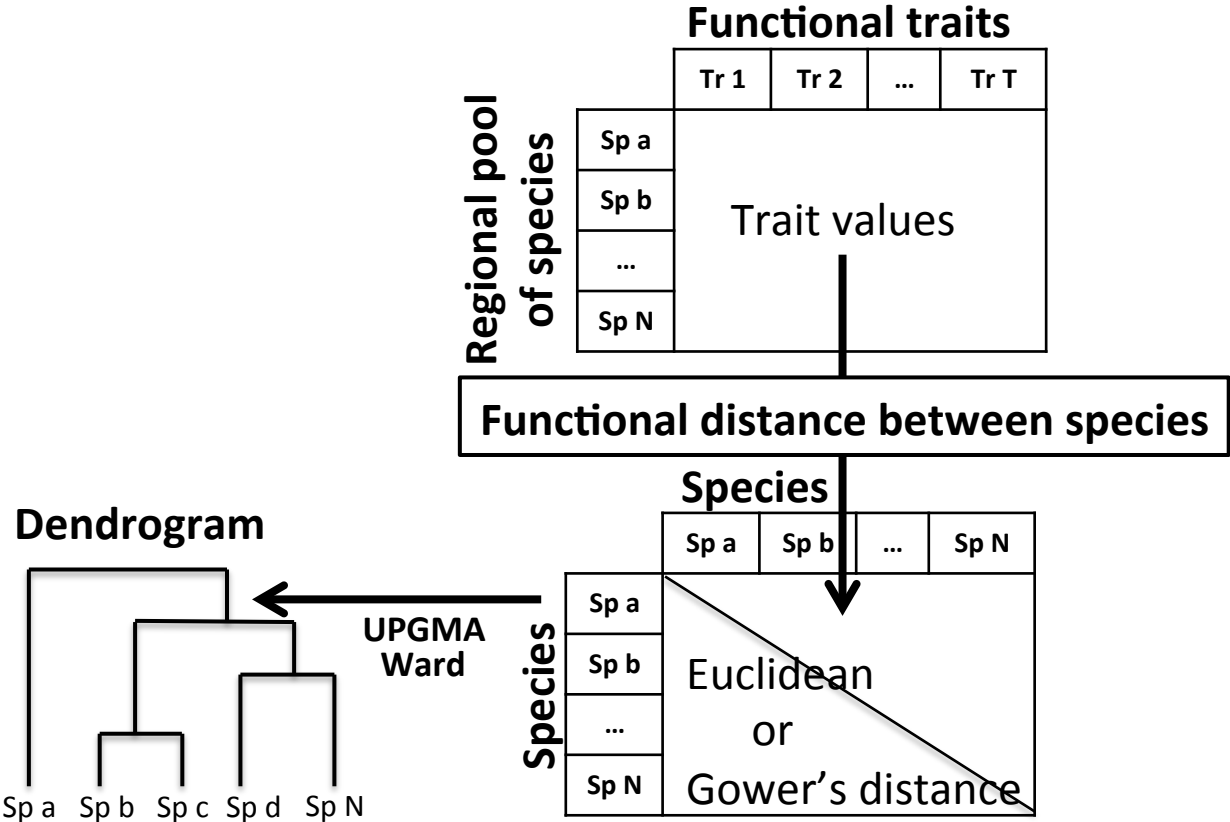 Functional traits
Tr 1 Tr 2 ... Tr T
Regional pool
of species
Sp a
Sp b
...
Sp N
Trait values
Functional distance between species
Species
Sp a Sp b ... Sp N
Species
Sp a
Sp b
...
Sp N
Euclidean
or
Gower’s distance
UPGMA
Ward
Dendrogram
Sp a Sp b Sp c Sp d Sp N